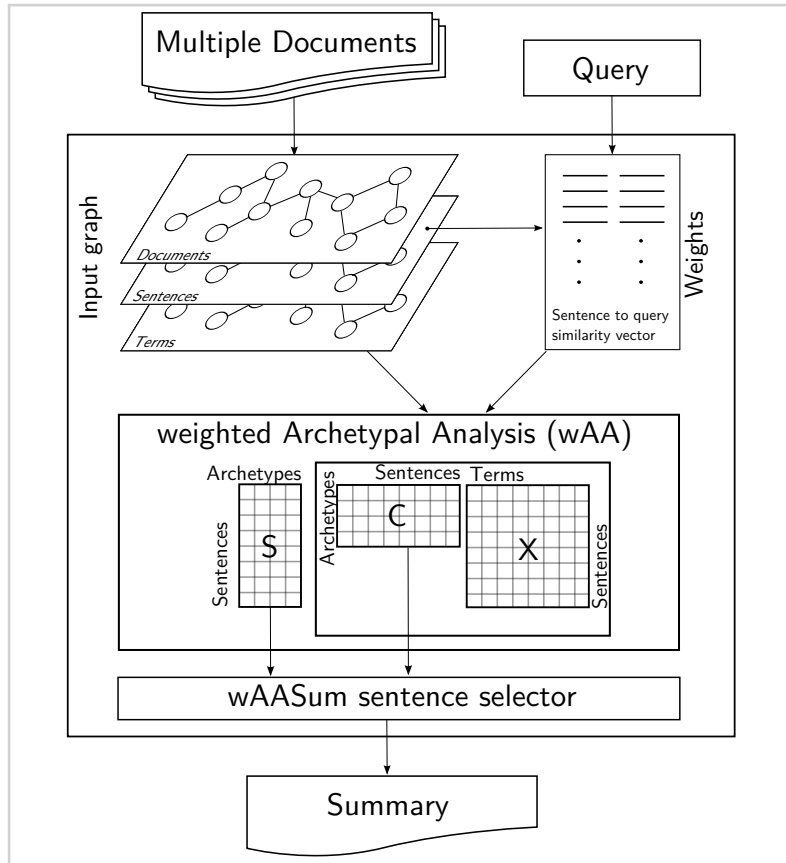 Multiple Documents
Query
Input graph
Documents
Sentences
Terms
Weights
Sentence to query
similarity vector
weighted Archetypal Analysis (wAA)
Archetypes
Sentences
S
Archetypes
Sentences
C
Terms
X
Sentences
wAASum sentence selector
Summary